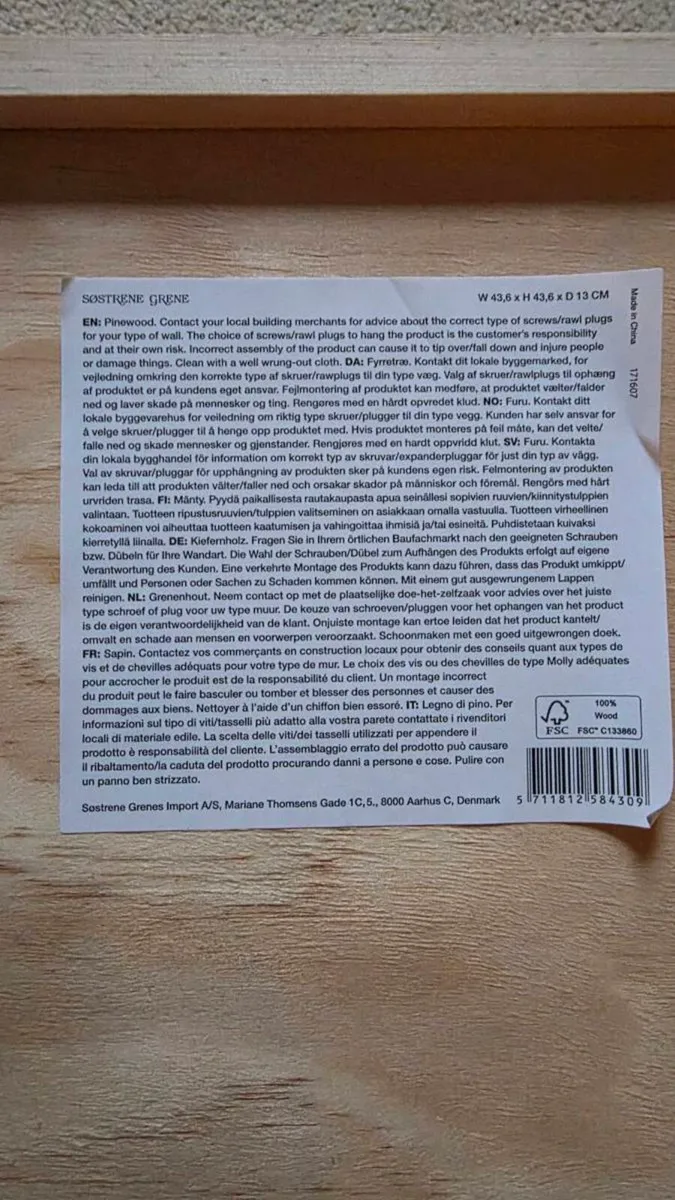 SØSTRENE GRENE
W 43,6 x H 43,6 x D 13 CM
EN: Pinewood. Contact your local building merchants for advice about the correct type of screws/rawl plugs
for your type of wall. The choice of screws/rawl plugs to hang the product is the customer's responsibility
and at their own risk. Incorrect assembly of the product can cause it to tip over/fall down and injure people
or damage things. Clean with a well wrung-out cloth. DA: Fyrretræ. Kontakt dit lokale byggemarked, for
vejledning omkring den korrekte type af skruer/rawplugs til din type væg. Valg af skruer/rawlplugs til ophæng
af produktet er på kundens eget ansvar. Fejlmontering af produktet kan medføre, at produktet vælter/falder
ned og laver skade på mennesker og ting. Rengøres med en hårdt opvredet klud. NO: Furu. Kontakt ditt
lokale byggevarehus for veiledning om riktig type skruer/plugger til din type vegg. Kunden har selv ansvar for
å velge skruer/plugger til å henge opp produktet med. Hvis produktet monteres på feil måte, kan det velte/
falle ned og skade mennesker og gjenstander. Rengjøres med en hardt oppvridd klut. SV: Furu. Kontakta
din lokala bygghandel för information om korrekt typ av skruvar/expanderpluggar för just din typ av vägg.
Val av skruvar/pluggar för upphängning av produkten sker på kundens egen risk. Felmontering av produkten
kan leda till att produkten välter/faller ned och orsakar skador på människor och föremål. Rengörs med hårt
urvriden trasa. FI: Mänty. Pyydä paikallisesta rautakaupasta apua seinällesi sopivien ruuvien/kiinnitystulppien
valintaan. Tuotteen ripustusruuvien/tulppien valitseminen on asiakkaan omalla vastuulla. Tuotteen virheellinen
kokoaminen voi aiheuttaa tuotteen kaatumisen ja vahingoittaa ihmisiä ja/tai esineitä. Puhdistetaan kuivaksi
kierretyllä liinalla. DE: Kiefernholz. Fragen Sie in Ihrem örtlichen Baufachmarkt nach den geeigneten Schrauben
bzw. Dübeln für Ihre Wandart. Die Wahl der Schrauben/Dübel zum Aufhängen des Produkts erfolgt auf eigene
Verantwortung des Kunden. Eine verkehrte Montage des Produkts kann dazu führen, dass das Produkt umkippt/
umfällt und Personen oder Sachen zu Schaden kommen können. Mit einem gut ausgewrungenem Lappen
reinigen. NL: Grenenhout. Neem contact op met de plaatselijke doe-het-zelfzaak voor advies over het juiste
type schroef of plug voor uw type muur. De keuze van schroeven/pluggen voor het ophangen van het product
is de eigen verantwoordelijkheid van de klant. Onjuiste montage kan ertoe leiden dat het product kantelt/
omvalt en schade aan mensen en voorwerpen veroorzaakt. Schoonmaken met een goed uitgewrongen doek.
FR: Sapin. Contactez vos commerçants en construction locaux pour obtenir des conseils quant aux types de
vis et de chevilles adéquats pour votre type de mur. Le choix des vis ou des chevilles de type Molly adéquates
pour accrocher le produit est de la responsabilité du client. Un montage incorrect
du produit peut le faire basculer ou tomber et blesser des personnes et causer des
dommages aux biens. Nettoyer à l'aide d'un chiffon bien essoré. IT: Legno di pino. Per
informazioni sul tipo di viti/tasselli più adatto alla vostra parete contattate i rivenditori
locali di materiale edile. La scelta delle viti/dei tasselli utilizzati per appendere il
prodotto è responsabilità del cliente. L'assemblaggio errato del prodotto può causare
il ribaltamento/la caduta del prodotto procurando danni a persone e cose. Pulire con
un panno ben strizzato.
Søstrene Grenes Import A/S, Mariane Thomsens Gade 1C,5., 8000 Aarhus C, Denmark
Made in China 171607
100%
Wood
FSC FSC™ C133860
5 711812 584309